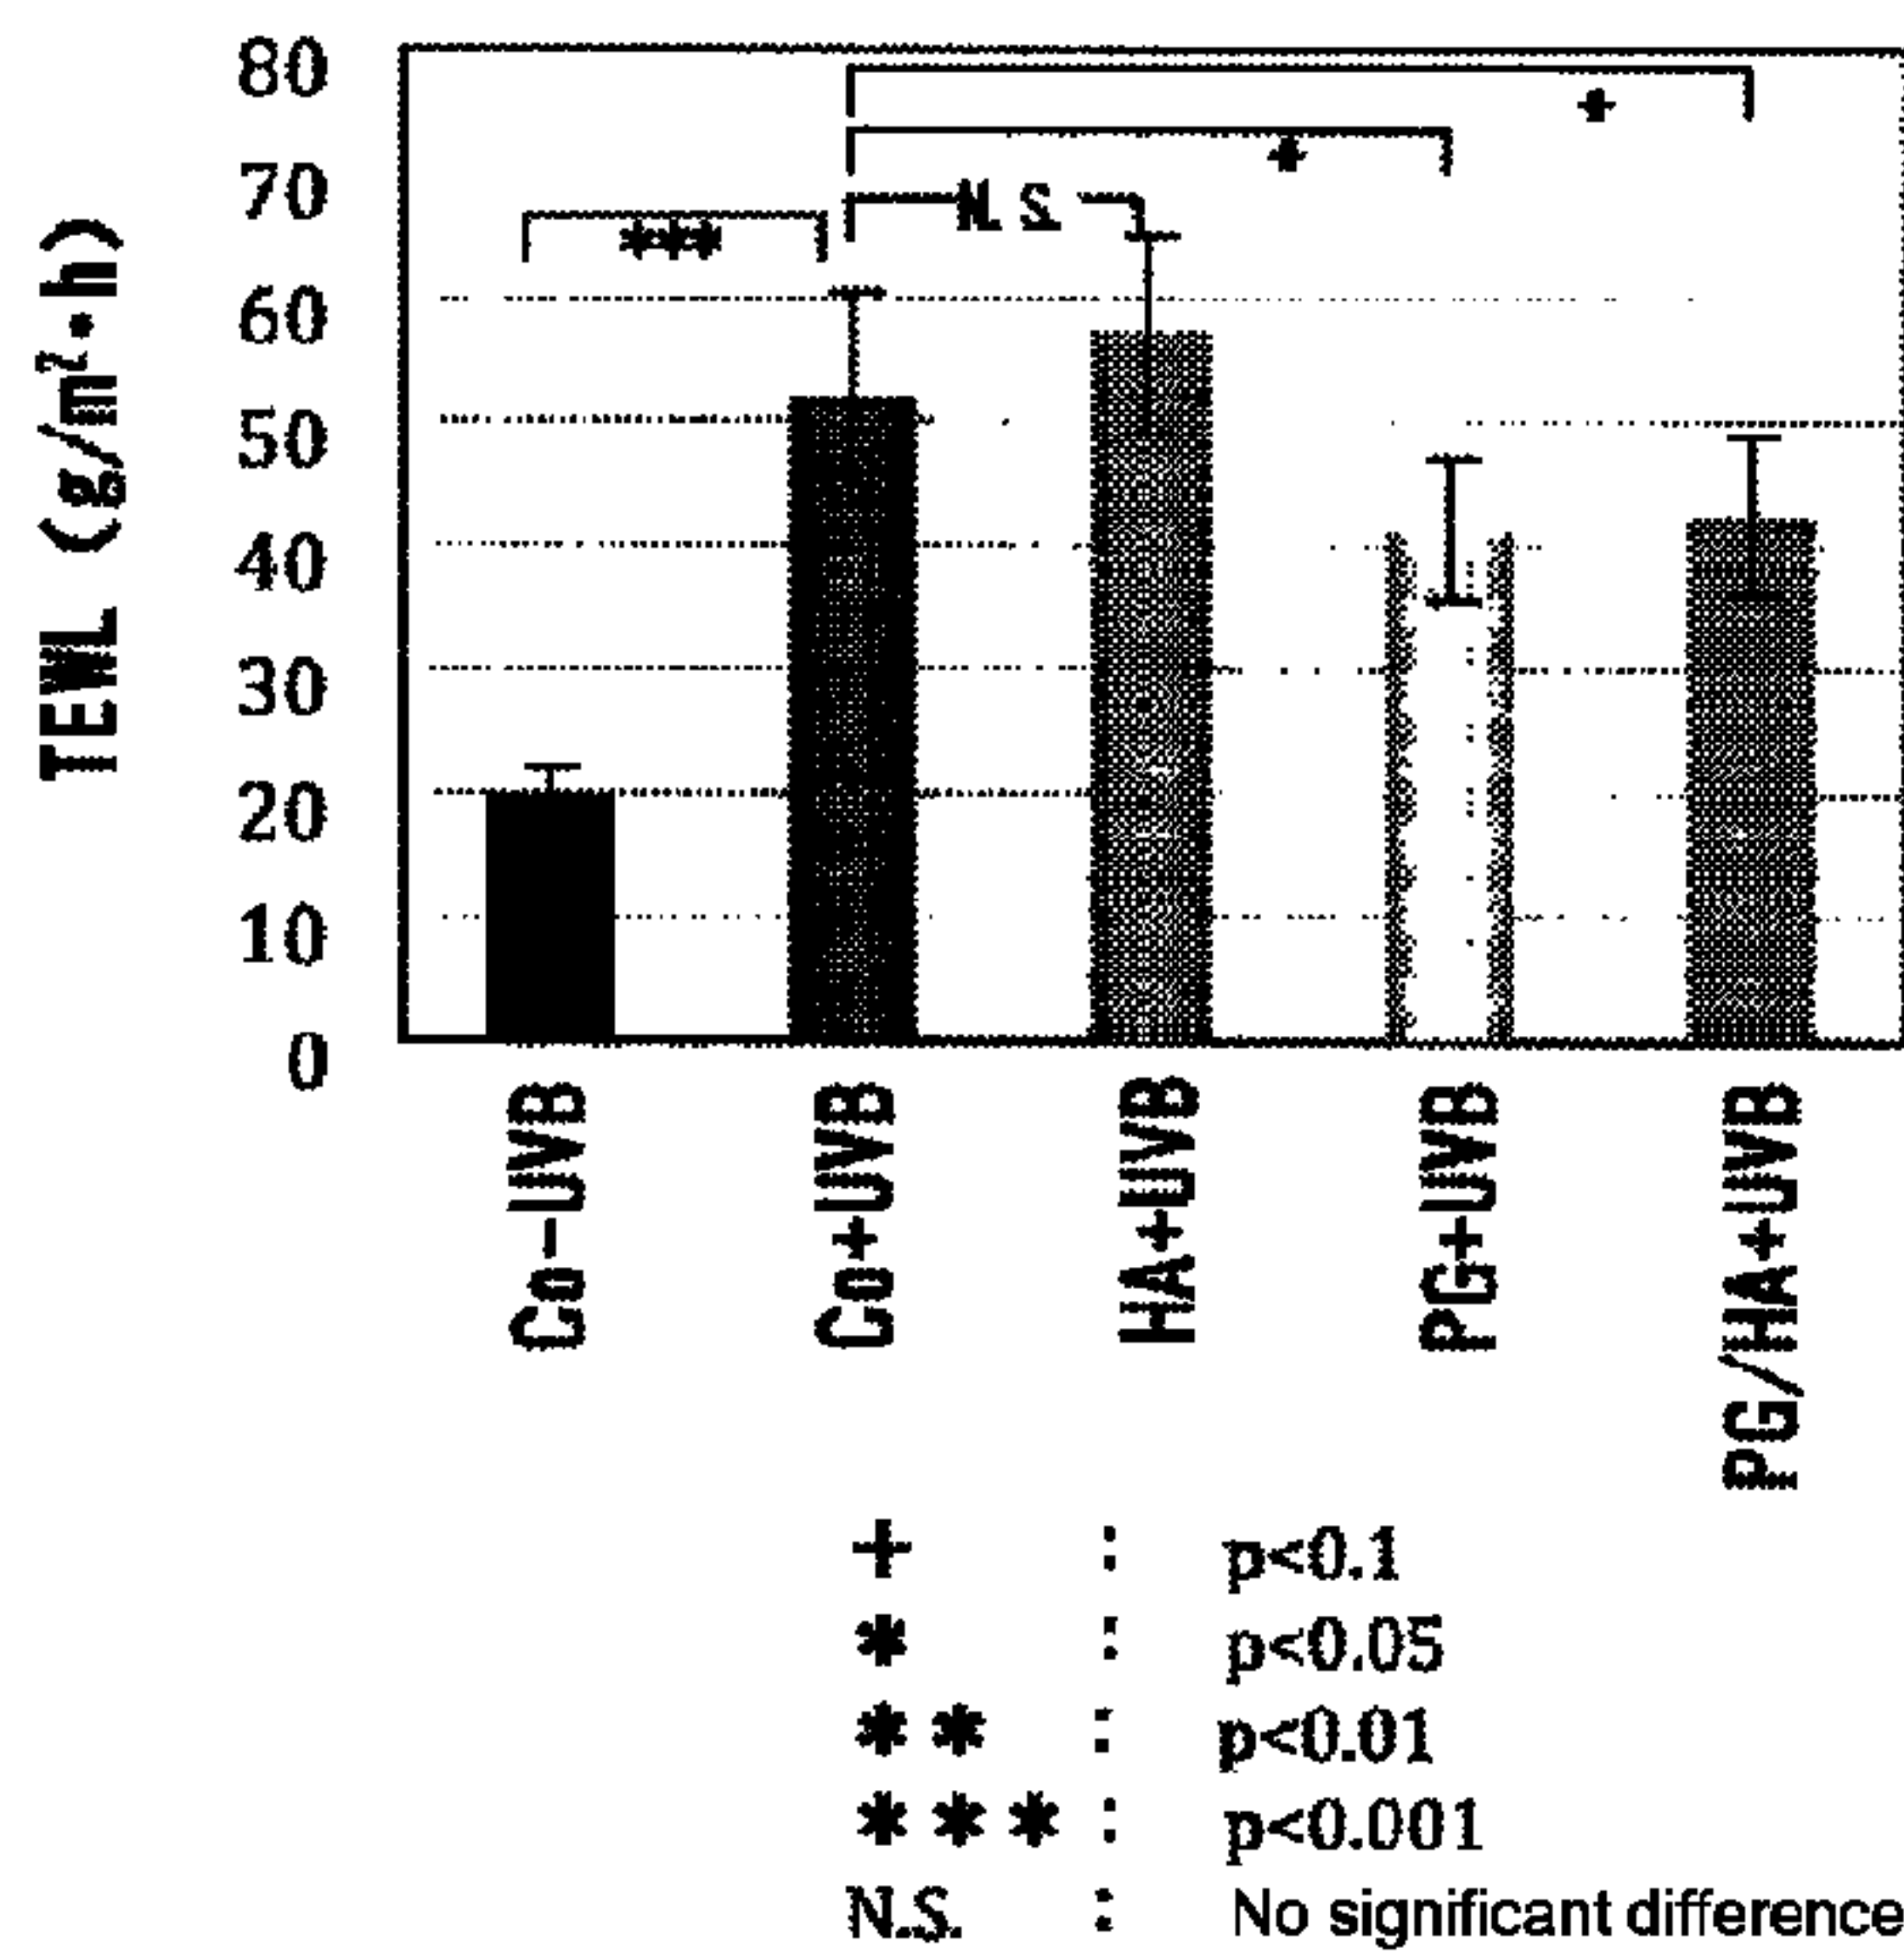 TEWL (g/m²·h)
80
70
60
50
40
30
20
10
0
*
N.S.
***
Co-UVB
Co+UVB
HA+UVB
PG+UVB
PG/HA+UVB
+ : p<0.1
* : p<0.05
** : p<0.01
*** : p<0.001
N.S. : No significant difference